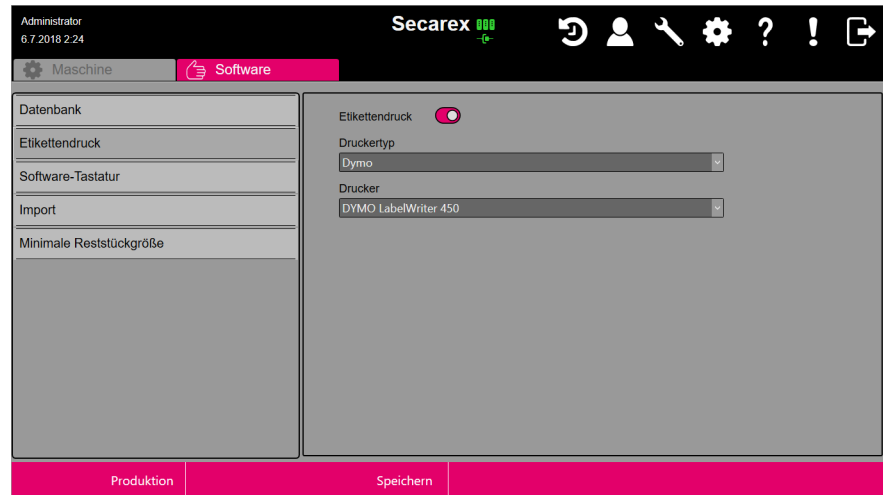 Administrator
6.7.2018 2:24
Secarex
Maschine
Software
Datenbank
Etikettendruck
Software-Tastatur
Import
Minimale Reststückgröße
Etikettendruck
Druckertyp
Dymo
Drucker
DYMO LabelWriter 450
Produktion
Speichern